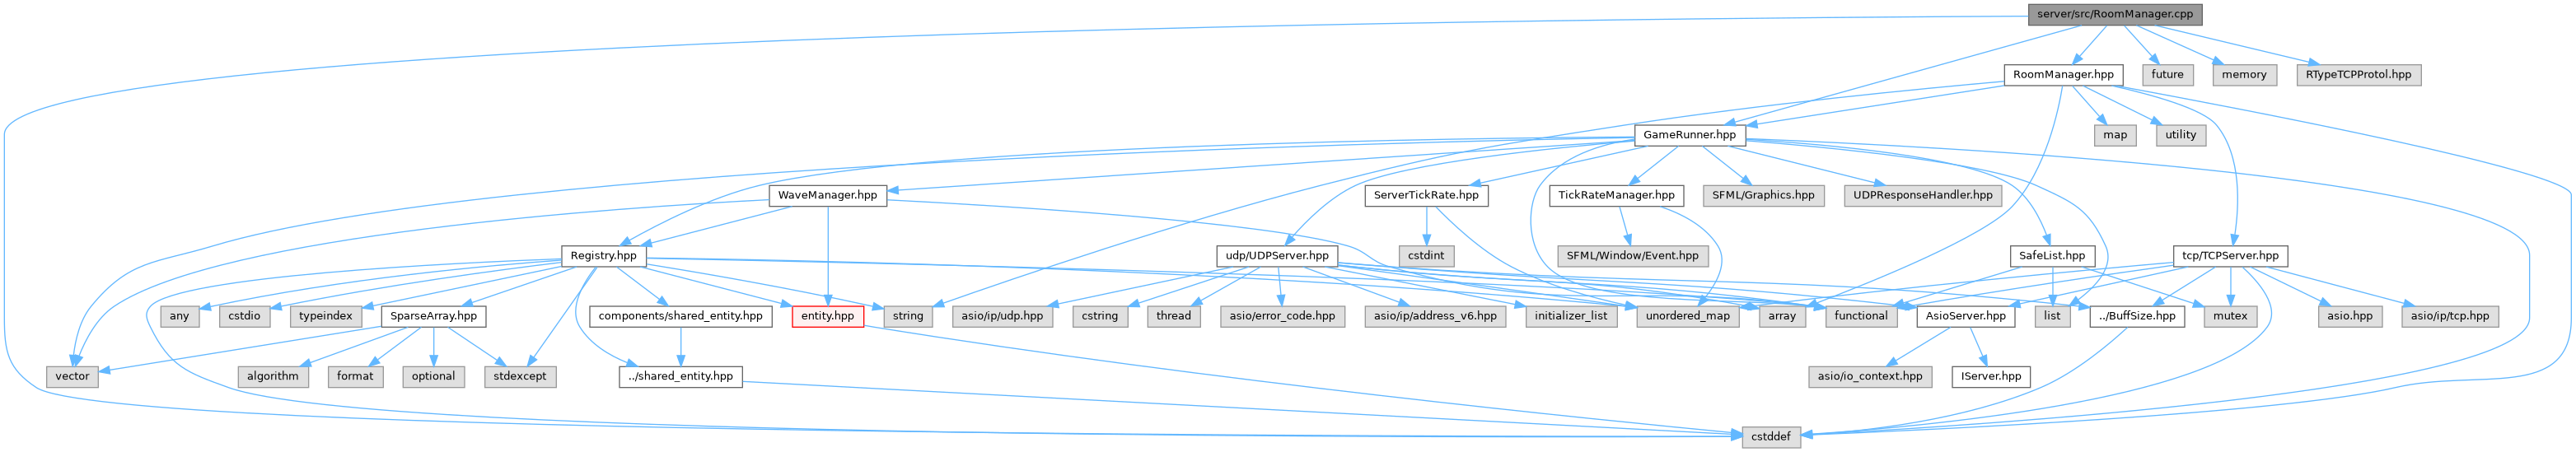 server/src/RoomManager.cpp
RoomManager.hpp
future
memory
RTypeTCPProtol.hpp
GameRunner.hpp
map
utility
WaveManager.hpp
ServerTickRate.hpp
TickRateManager.hpp
SFML/Graphics.hpp
UDPResponseHandler.hpp
Registry.hpp
udp/UDPServer.hpp
cstdint
SFML/Window/Event.hpp
SafeList.hpp
tcp/TCPServer.hpp
any
cstdio
typeindex
SparseArray.hpp
components/shared_entity.hpp
entity.hpp
string
asio/ip/udp.hpp
cstring
thread
asio/error_code.hpp
asio/ip/address_v6.hpp
initializer_list
unordered_map
array
functional
AsioServer.hpp
list
../BuffSize.hpp
mutex
asio.hpp
asio/ip/tcp.hpp
vector
algorithm
format
optional
stdexcept
../shared_entity.hpp
asio/io_context.hpp
IServer.hpp
cstddef